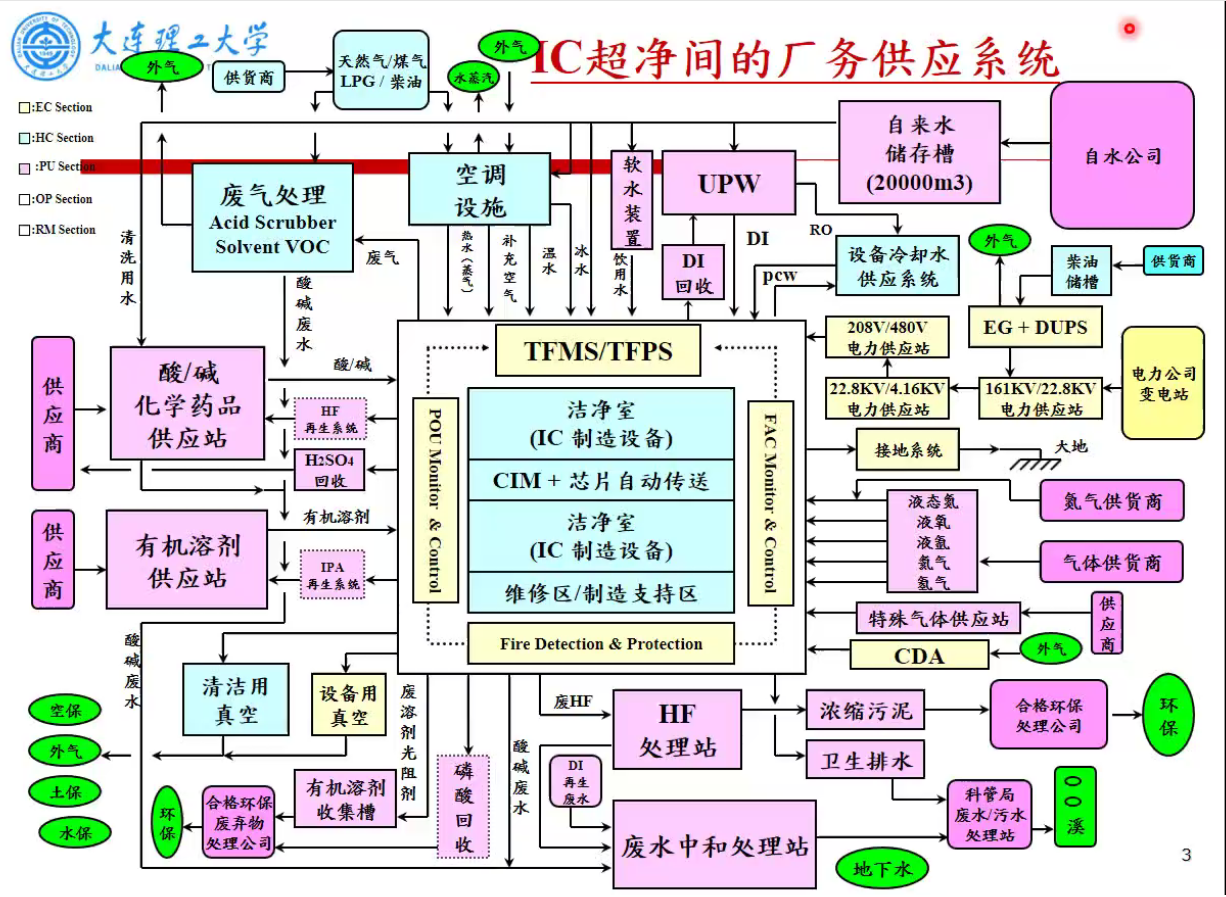 大连理工大学
IC超净间的厂务供应系统
外气
供货商
天然气/煤气
LPG / 柴油
水蒸汽
外气
:EC Section
:HC Section
:PU Section
:OP Section
:RM Section
自来水
储存槽
(20000m3)
自水公司
废气处理
Acid Scrubber
Solvent VOC
空调
设施
软水装置
UPW
清洗用水
废气
热水（蒸气）
补充空气
温水
冰水
饮用水
DI
回收
DI
RO
pcw
设备冷却水
供应系统
外气
柴油
储槽
供货商
酸碱废水
TFMS/TFPS
208V/480V
电力供应站
EG + DUPS
22.8KV/4.16KV
电力供应站
161KV/22.8KV
电力供应站
电力公司
变电站
供应商
酸/碱
化学药品
供应站
酸/碱
HF
再生系统
H2SO4
回收
POU Monitor & Control
洁净室
(IC 制造设备)
CIM + 芯片自动传送
洁净室
(IC 制造设备)
维修区/制造支持区
FAC Monitor & Control
接地系统
大地
供应商
有机溶剂
供应站
有机溶剂
IPA
再生系统
液态氮
液氧
液氩
氮气
氢气
氮气供货商
气体供货商
特殊气体供应站
供应商
Fire Detection & Protection
CDA
外气
酸碱废水
清洁用
真空
设备用
真空
废溶剂光阻剂
酸碱废水
废HF
HF
处理站
浓缩污泥
合格环保
处理公司
环保
空保
外气
土保
水保
卫生排水
DI
再生
废水
磷酸回收
有机溶剂
收集槽
合格环保
废弃物
处理公司
环保
废水中和处理站
科管局
废水/污水
处理站
○○溪
地下水
3